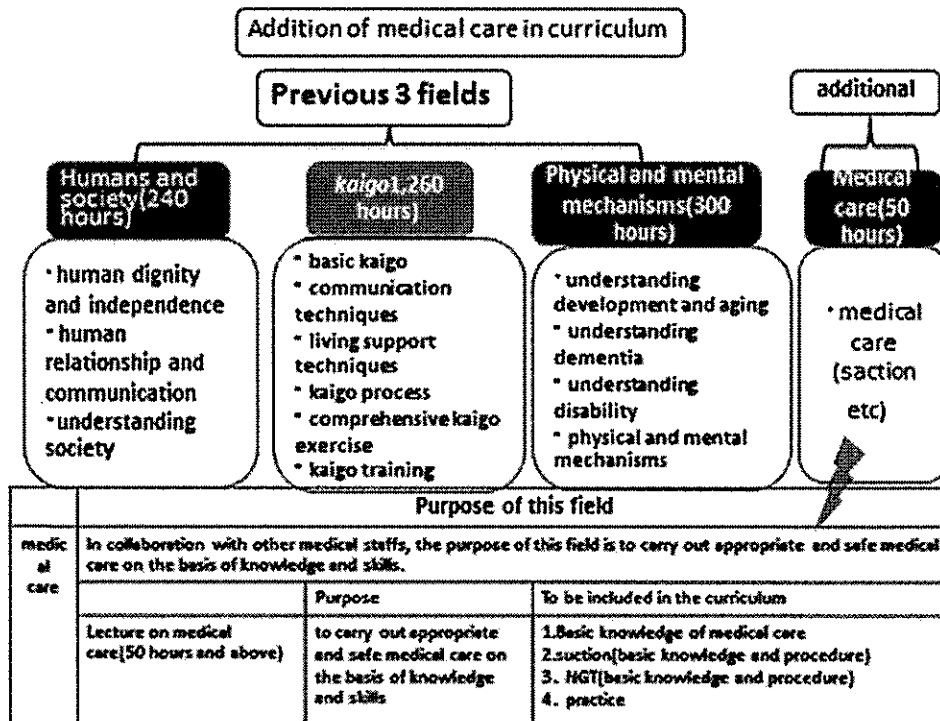 Addition of medical care in curriculum
Previous 3 fields
additional
Humans and
society(240
hours)
kaigo1,260
hours)
Physical and mental
mechanisms(300
hours)
Medical
care(50
hours)
･human dignity
and independence
･human
relationship and
communication
･understanding
society
･basic kaigo
･communication
techniques
･living support
techniques
･kaigo process
･comprehensive kaigo
exercise
･kaigo training
･understanding
development and aging
･understanding
dementia
･understanding
disability
･physical and mental
mechanisms
･medical
care
(saction
etc)
Purpose of this field
medic
al
care
In collaboration with other medical staffs, the purpose of this field is to carry out appropriate and safe medical
care on the basis of knowledge and skills.
Purpose
To be included in the curriculum
Lecture on medical
care(50 hours and above)
to carry out appropriate
and safe medical care on
the basis of knowledge
and skills
1.Basic knowledge of medical care
2.suction(basic knowledge and procedure)
3. NGT(basic knowledge and procedure)
4. practice